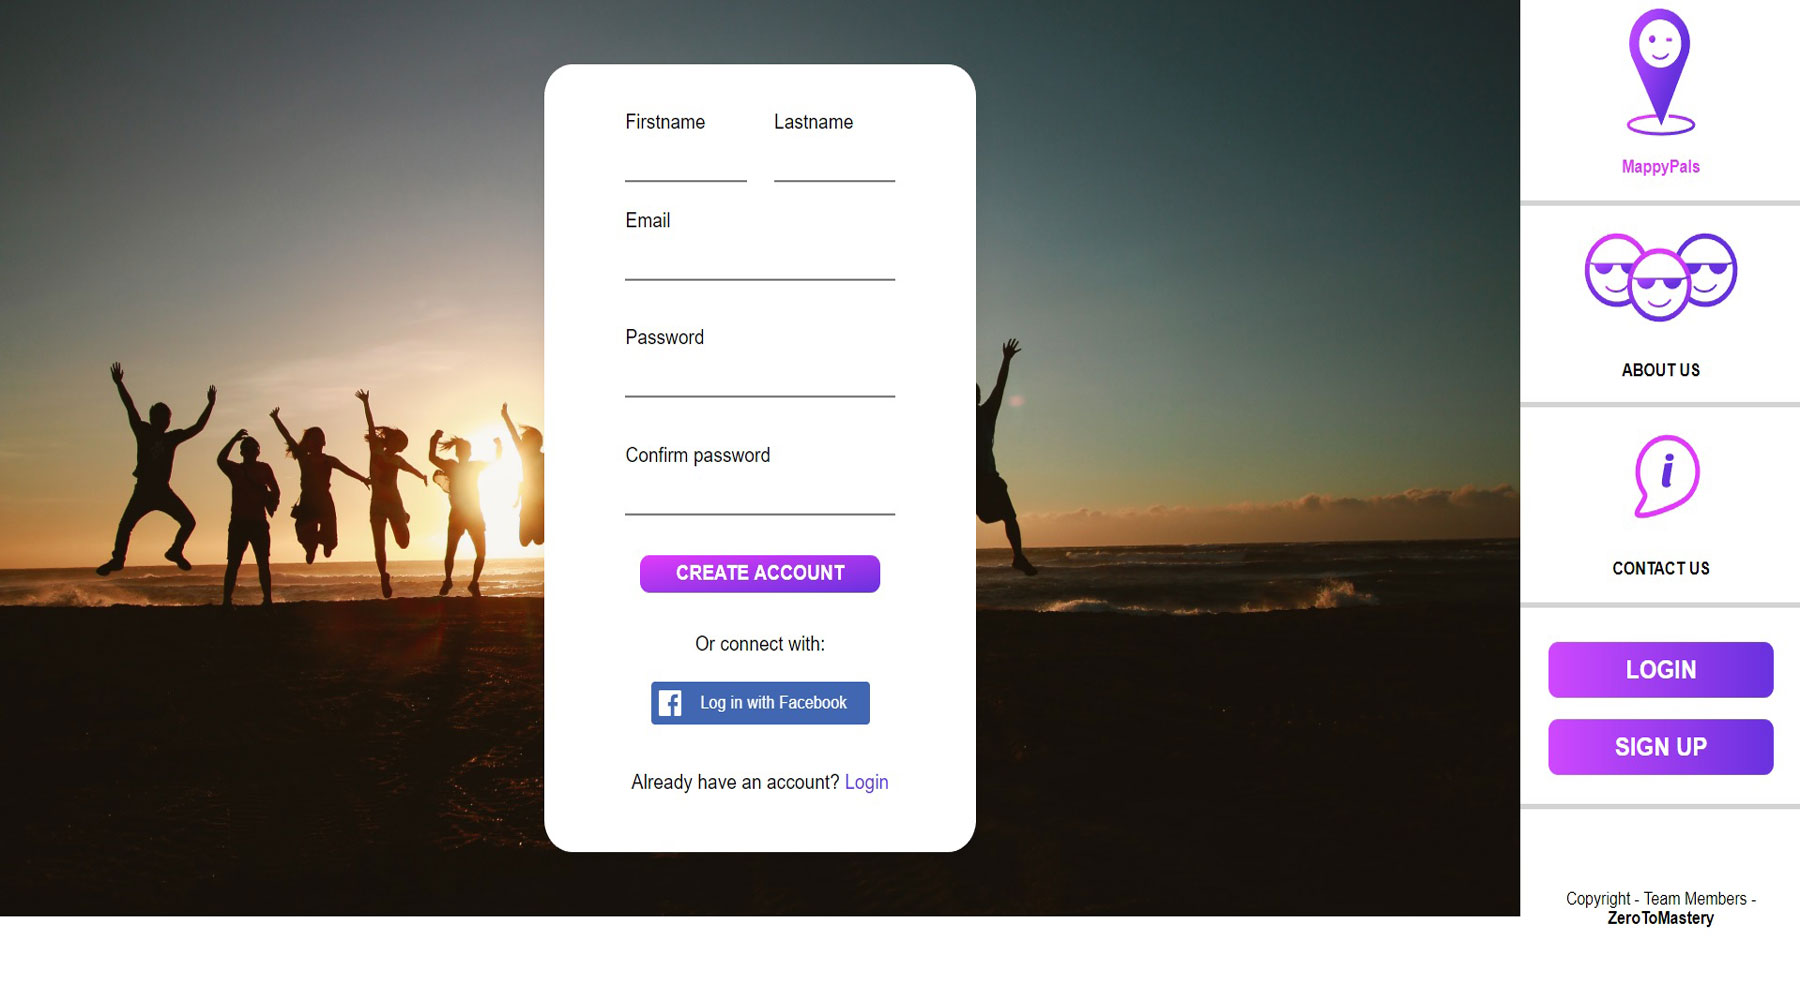 Firstname
Lastname
Email
Password
Confirm password
CREATE ACCOUNT
Or connect with:
Log in with Facebook
Already have an account? Login
MappyPals
ABOUT US
i
CONTACT US
LOGIN
SIGN UP
Copyright - Team Members -
ZeroToMastery